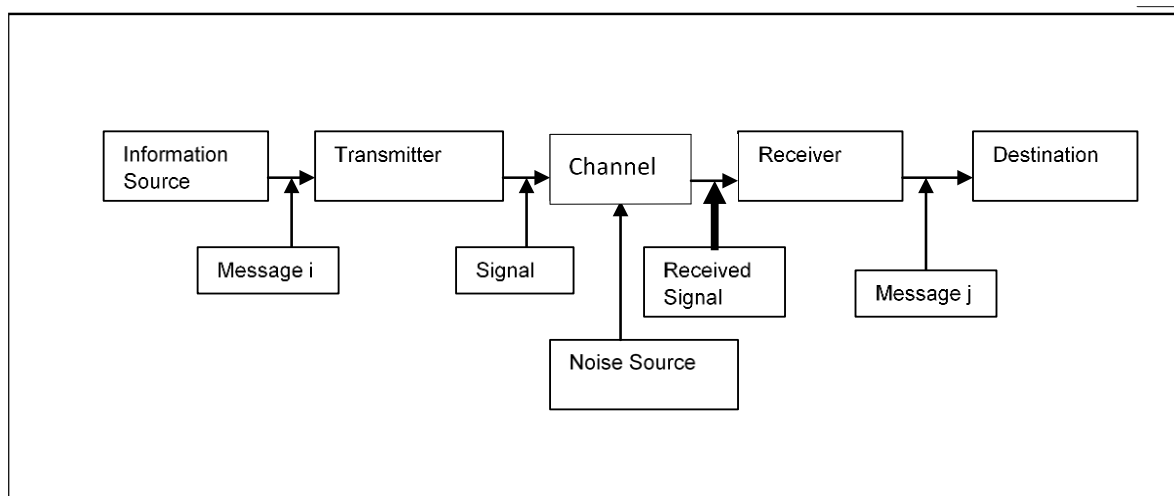 Information
Source
Transmitter
Channel
Receiver
Destination
Message i
Signal
Received
Signal
Message j
Noise Source